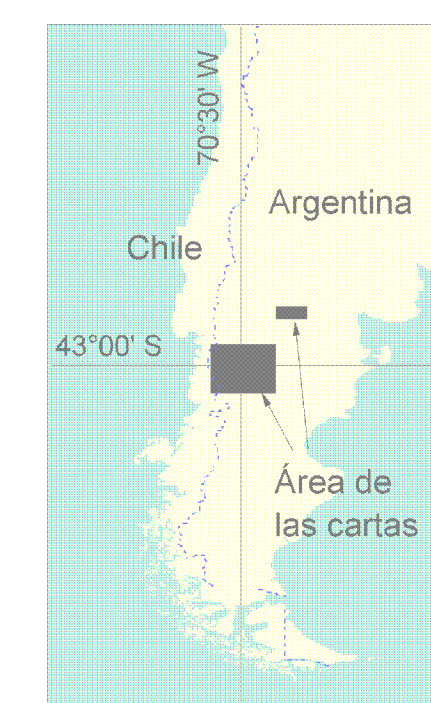 70°30' W
Argentina
Chile
43°00' S
Área de
las cartas